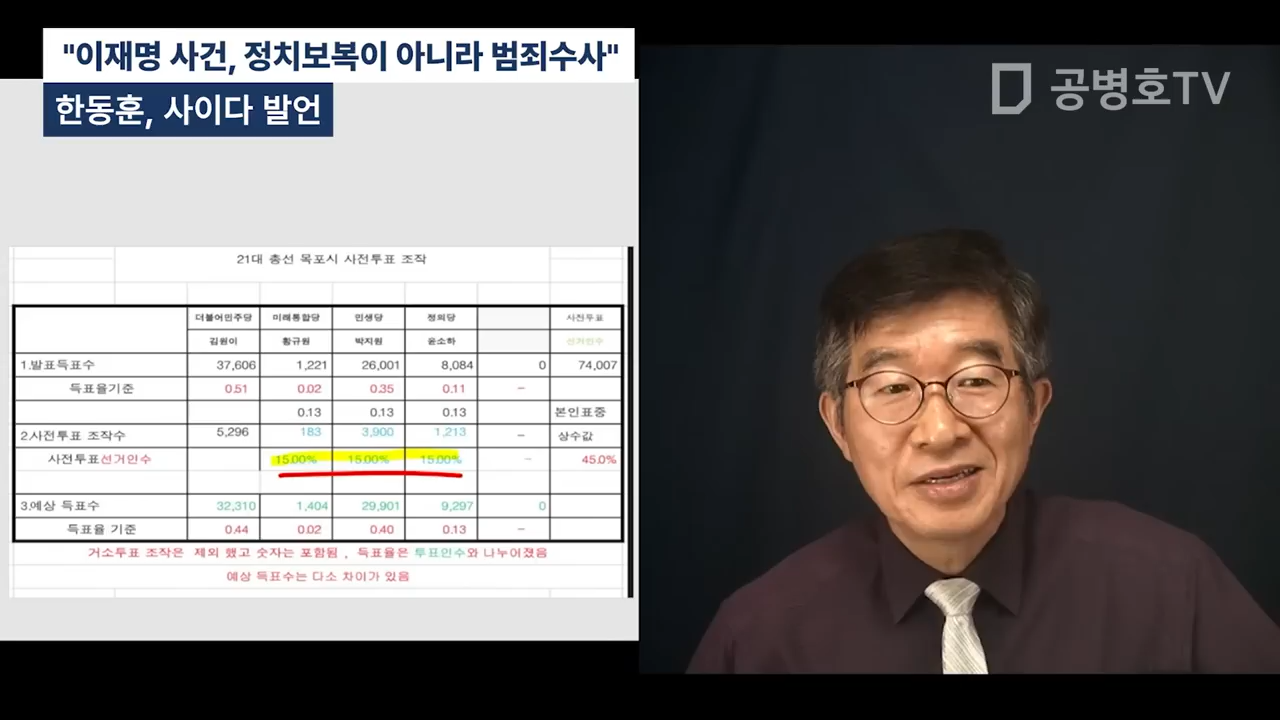 "이재명 사건, 정치보복이 아니라 범죄수사"
한동훈, 사이다 발언
공병호TV
21대 총선 목포시 사전투표 조작
더불어민주당 미래통합당 민생당 정의당 사전투표
김원이 황규원 박지원 윤소하 선거인수
1.발표득표수 37,606 1,221 26,001 8,084 0 74,007
득표율기준 0.51 0.02 0.35 0.11 -
0.13 0.13 0.13 본인표중
2.사전투표 조작수 5,296 183 3,900 1,213 - 상수값
사전투표선거인수 15.00% 15.00% 15.00% - 45.0%
3.예상 득표수 32,310 1,404 29,901 9,297 0
득표율 기준 0.44 0.02 0.40 0.13 -
거소투표 조작은 제외 했고 숫자는 포함됨 , 득표율은 투표인수와 나누어졌음
예상 득표수는 다소 차이가 있음